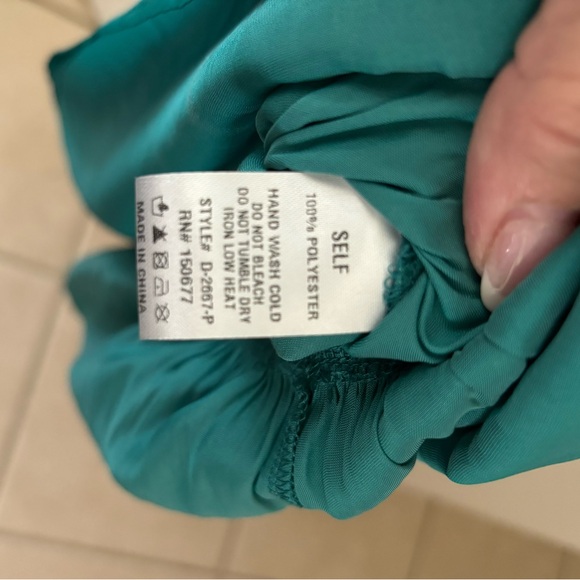 SELF
100% POLYESTER
HAND WASH COLD
DO NOT BLEACH
DO NOT TUMBLE DRY
IRON LOW HEAT
STYLE# D-2667-P
RN# 150677
MADE IN CHINA